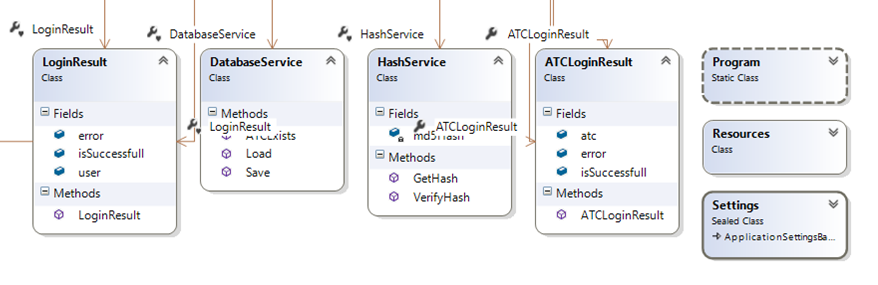 LoginResult
DatabaseService
HashService
ATCLoginResult
LoginResult
Class
Fields
error
isSuccessfull
user
Methods
LoginResult
DatabaseService
Class
Methods
LoginResult
Load
Save
HashService
Class
Fields
ATCLoginResult
Methods
GetHash
VerifyHash
ATCLoginResult
Class
Fields
atc
error
isSuccessfull
Methods
ATCLoginResult
Program
Static Class
Resources
Class
Settings
Sealed Class
ApplicationSettingsBa...